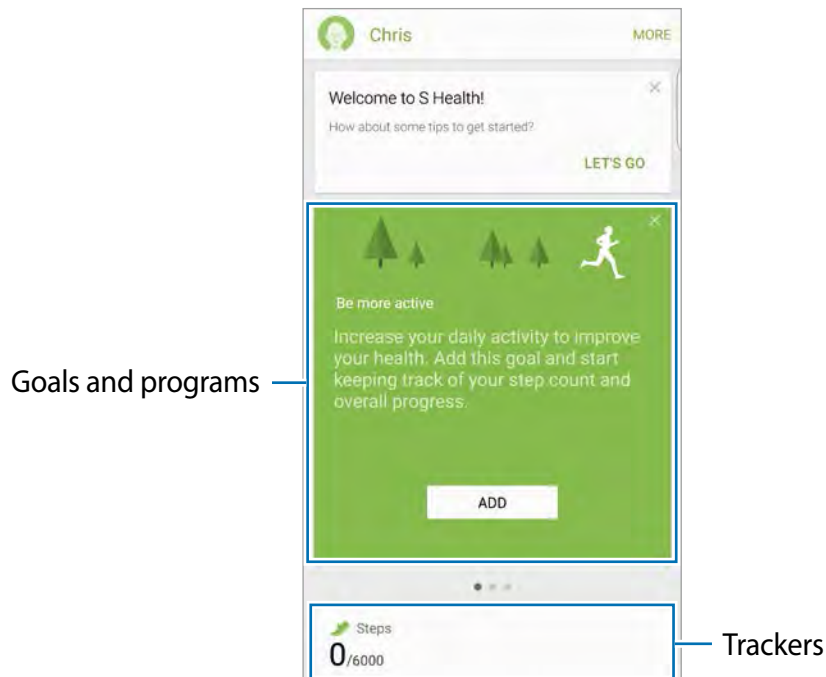 Chris
MORE
Welcome to S Health!
How about some tips to get started?
LET'S GO
Be more active
Increase your daily activity to improve
your health. Add this goal and start
keeping track of your step count and
overall progress.
Goals and programs
ADD
Steps
0/6000
Trackers